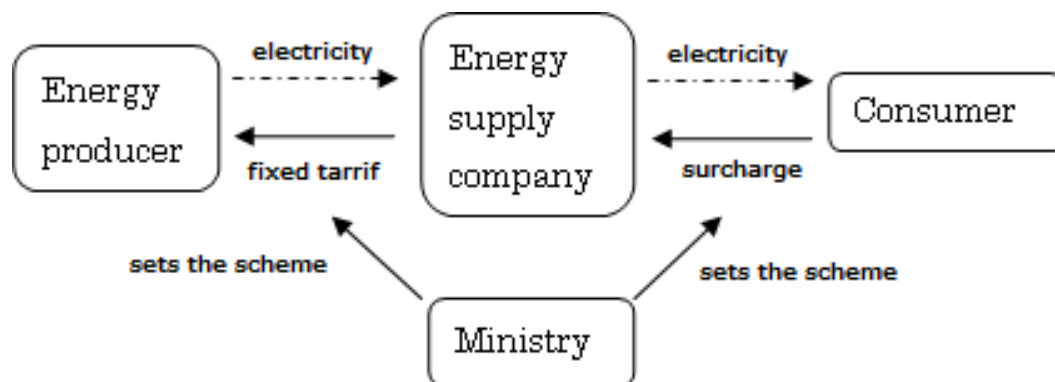 electricity
electricity
Energy
producer
Energy
supply
company
Consumer
fixed tarrif
surcharge
sets the scheme
sets the scheme
Ministry